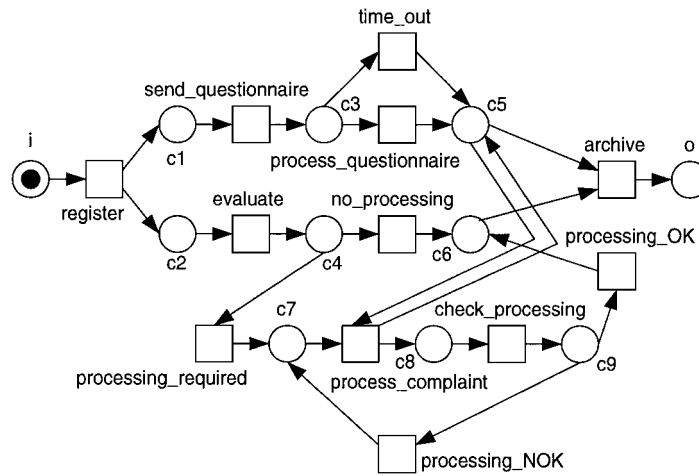 time_out
send_questionnaire
i
c3
c5
c1
archive
o
process_questionnaire
register
evaluate
no_processing
c2
c4
c6
processing_OK
c7
check_processing
c8
c9
processing_required
process_complaint
processing_NOK